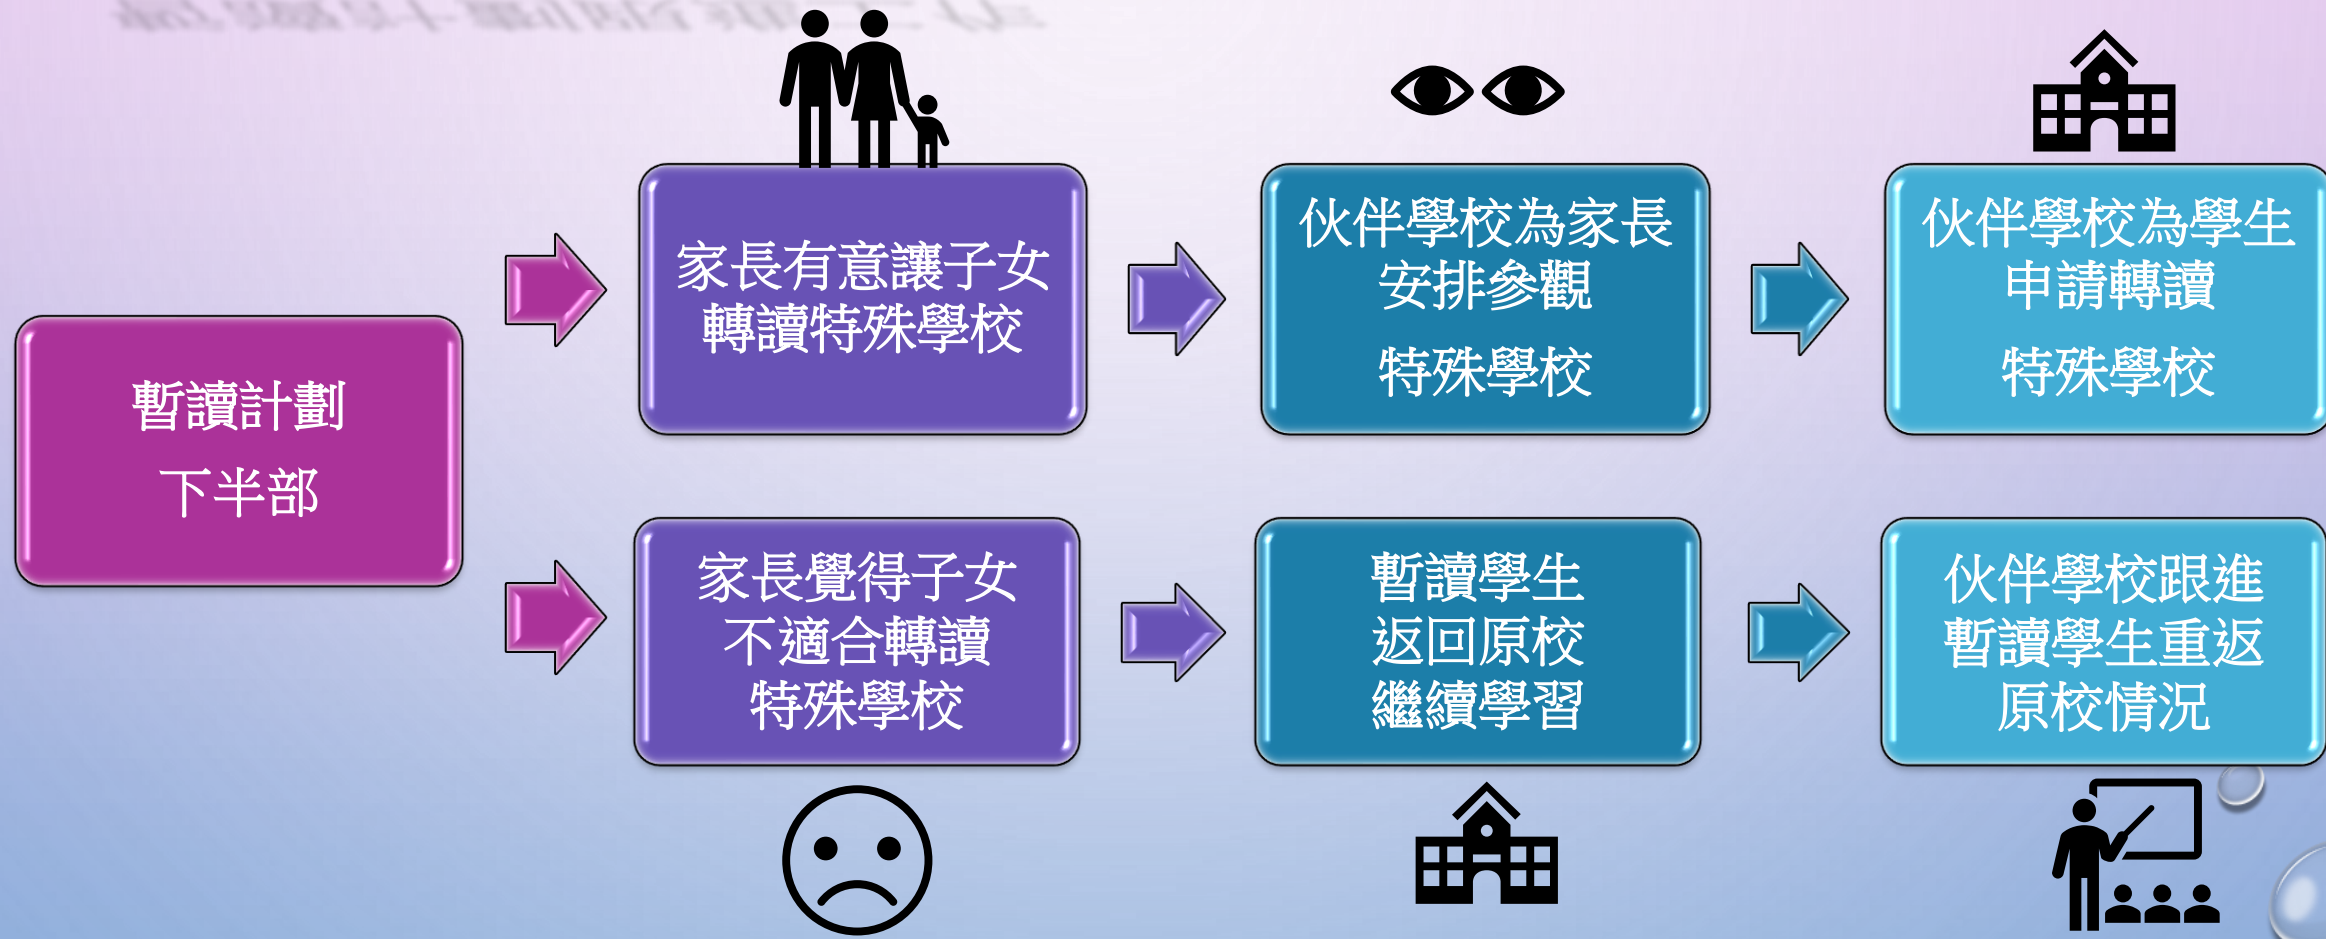 暫讀計劃
下半部
家長有意讓子女
轉讀特殊學校
伙伴學校為家長
安排參觀
特殊學校
伙伴學校為學生
申請轉讀
特殊學校
家長覺得子女
不適合轉讀
特殊學校
暫讀學生
返回原校
繼續學習
伙伴學校跟進
暫讀學生重返
原校情況